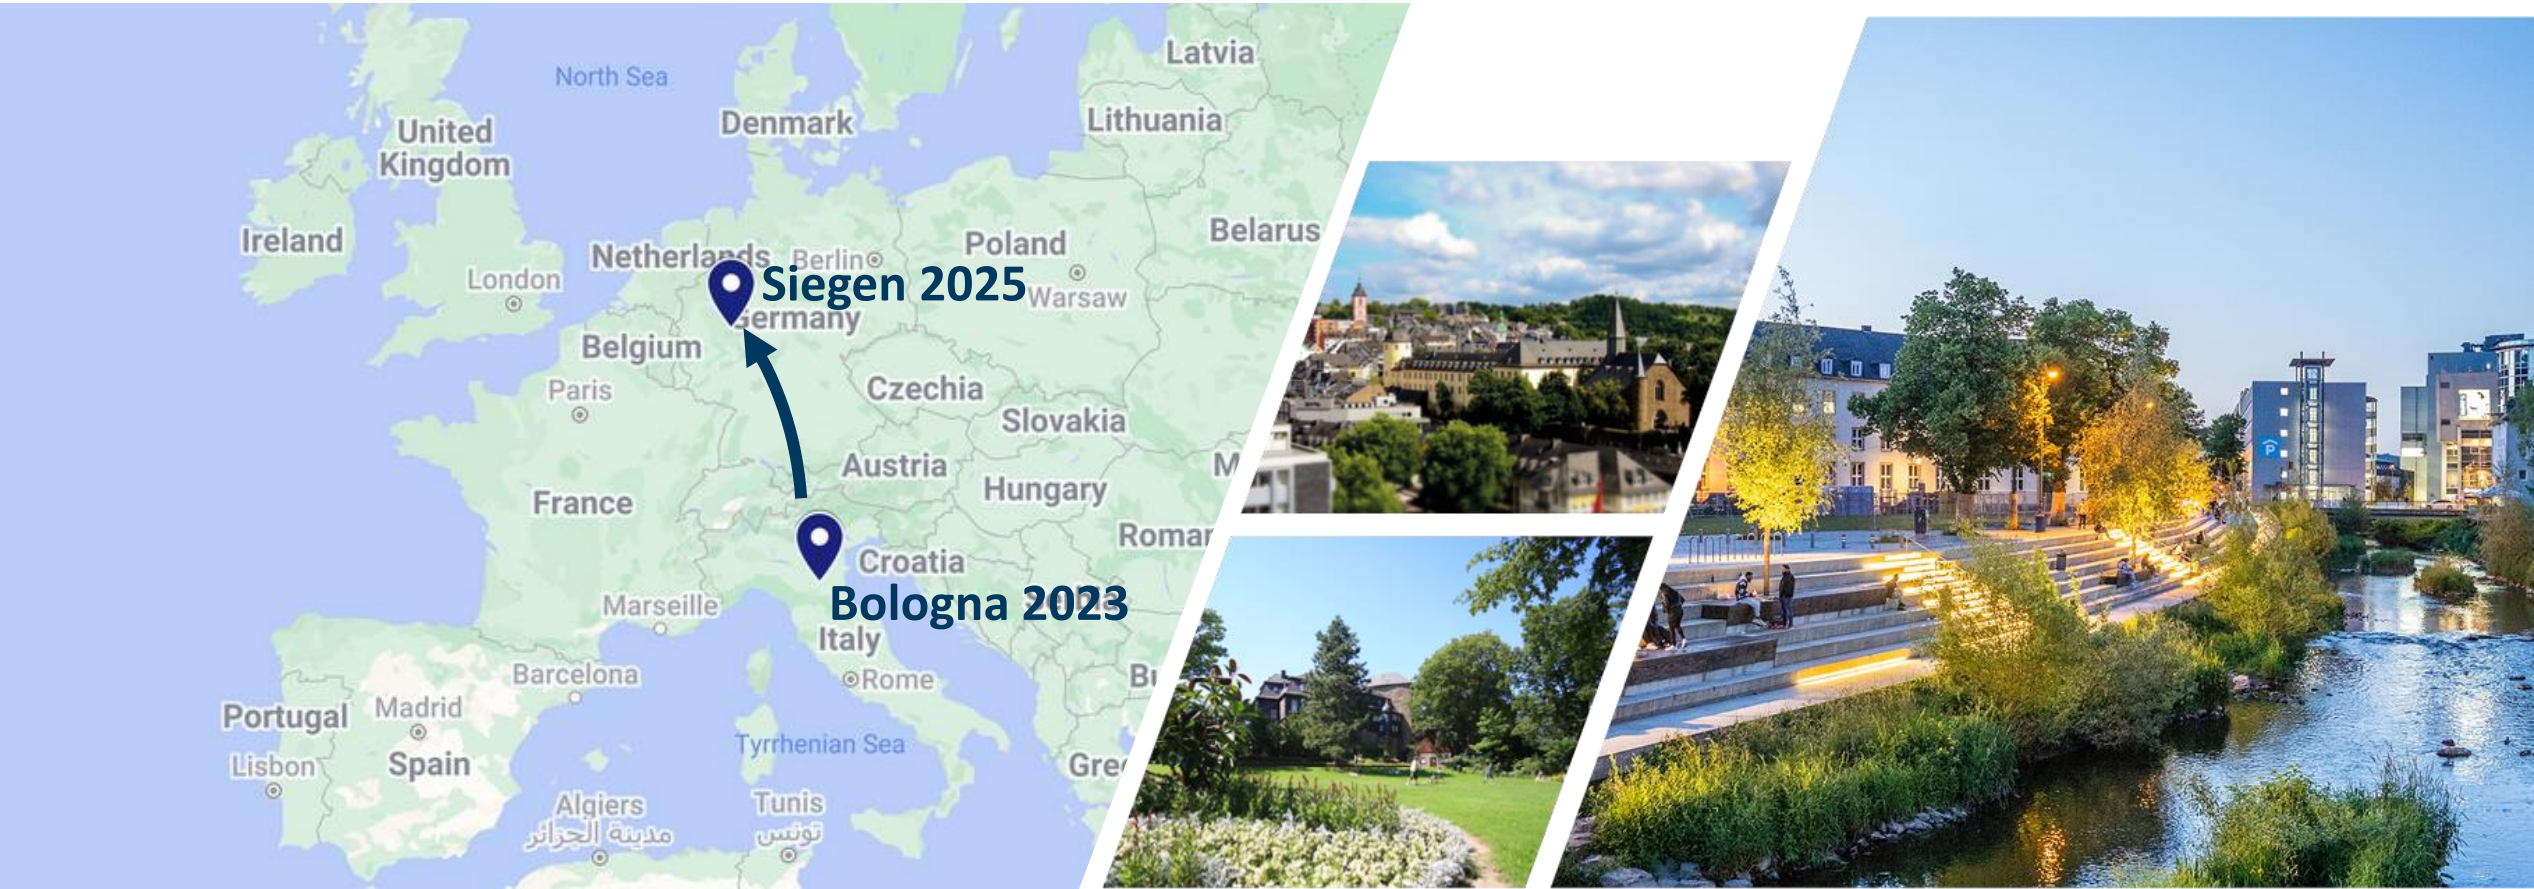 Latvia
North Sea
Denmark
Lithuania
United
Kingdom
Ireland
Netherlands
Berlin
Poland
Belarus
London
Siegen 2025
Warsaw
Germany
Belgium
Paris
Czechia
Slovakia
Austria
France
Hungary
Romar
Croatia
Marseille
Bologna 2023
Italy
Barcelona
Rome
Portugal
Madrid
Tyrrhenian Sea
Lisbon
Spain
Gre
Algiers
مدينة الجزائر
Tunis
تونس
P